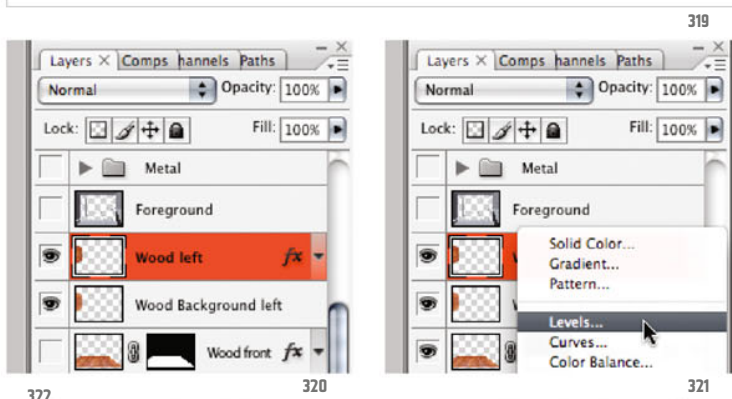 319
Layers × Comps hannels Paths
Normal Opacity: 100%
Lock: Fill: 100%
Metal
Foreground
Wood left fx
Wood Background left
Wood front fx
320
Layers × Comps hannels Paths
Normal Opacity: 100%
Lock: Fill: 100%
Metal
Foreground
Solid Color...
Gradient...
Pattern...
Levels...
Curves...
Color Balance...
321
322